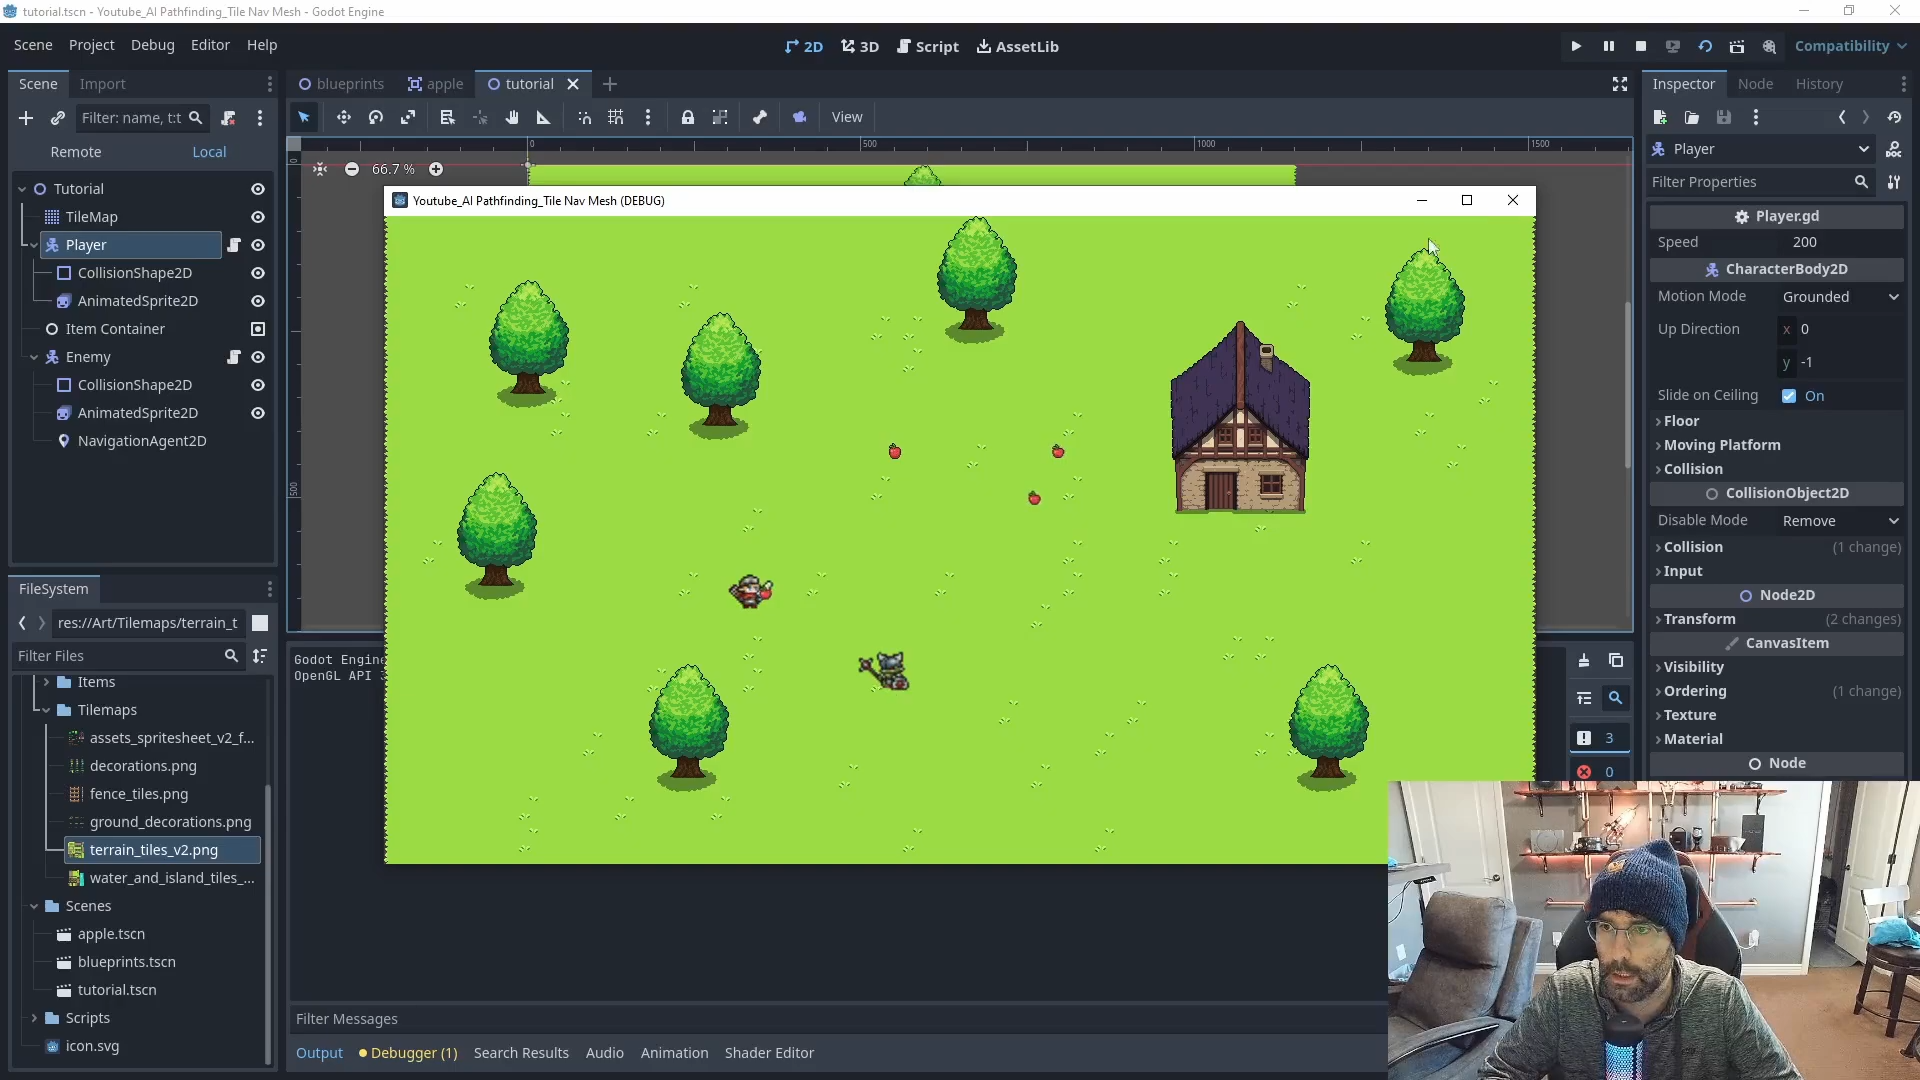 tutorial.tscn - Youtube_AI Pathfinding_Tile Nav Mesh - Godot Engine
Scene Project Debug Editor Help
2D 3D Script AssetLib
Compatibility
Scene Import
blueprints apple tutorial
Inspector Node History
Filter: name, t:t
View
Remote Local
0 500 1000 1500
66.7 %
Player
Filter Properties
Tutorial
TileMap
Player
CollisionShape2D
AnimatedSprite2D
Item Container
Enemy
CollisionShape2D
AnimatedSprite2D
NavigationAgent2D
0
500
Youtube_AI Pathfinding_Tile Nav Mesh (DEBUG)
Player.gd
Speed 200
CharacterBody2D
Motion Mode Grounded
Up Direction x 0
y -1
Slide on Ceiling On
Floor
Moving Platform
Collision
CollisionObject2D
Disable Mode Remove
Collision (1 change)
Input
Node2D
Transform (2 changes)
CanvasItem
Visibility
Ordering (1 change)
Texture
Material
Node
FileSystem
res://Art/Tilemaps/terrain_t
Filter Files
Items
Tilemaps
assets_spritesheet_v2_f...
decorations.png
fence_tiles.png
ground_decorations.png
terrain_tiles_v2.png
water_and_island_tiles_...
Scenes
apple.tscn
blueprints.tscn
tutorial.tscn
Scripts
icon.svg
Godot Engine
OpenGL API 3
3
0
Filter Messages
Output Debugger (1) Search Results Audio Animation Shader Editor